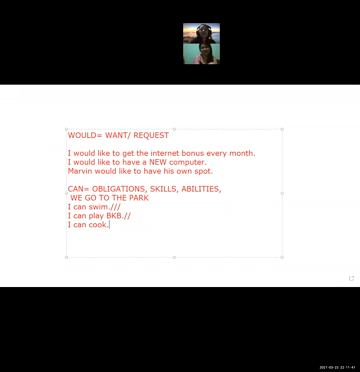 WOULD= WANT/ REQUEST
I would like to get the internet bonus every month.
I would like to have a NEW computer.
Marvin would like to have his own spot.
CAN= OBLIGATIONS, SKILLS, ABILITIES,
WE GO TO THE PARK
I can swim.///
I can play BKB.//
I can cook.